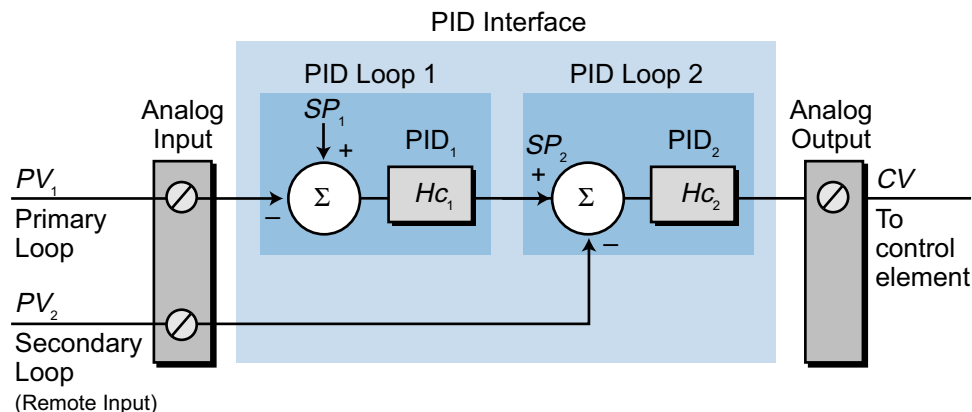 PID Interface
PID Loop 1
PID Loop 2
Analog
Input
Analog
Output
SP₁
+
PID₁
SP₂
+
PID₂
PV₁
−
Σ
Hc₁
Σ
Hc₂
CV
Primary
Loop
−
To
control
element
PV₂
Secondary
Loop
(Remote Input)